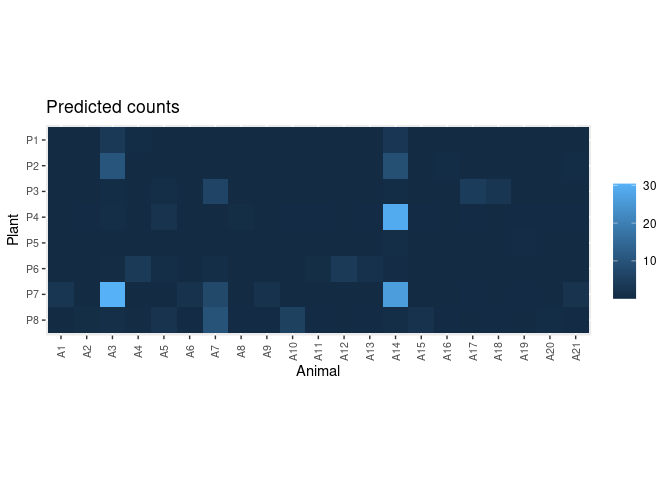 Predicted counts
P1
P2
P3
P4
P5
P6
P7
P8
Plant
A1 A2 A3 A4 A5 A6 A7 A8 A9 A10 A11 A12 A13 A14 A15 A16 A17 A18 A19 A20 A21
Animal
30
20
10